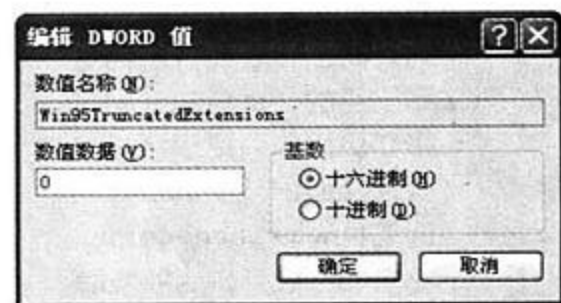 编辑 DWORD 值
数值名称(N):
Win95TruncatedExtensions
数值数据(V):
0
基数
十六进制(H)
十进制(D)
确定
取消